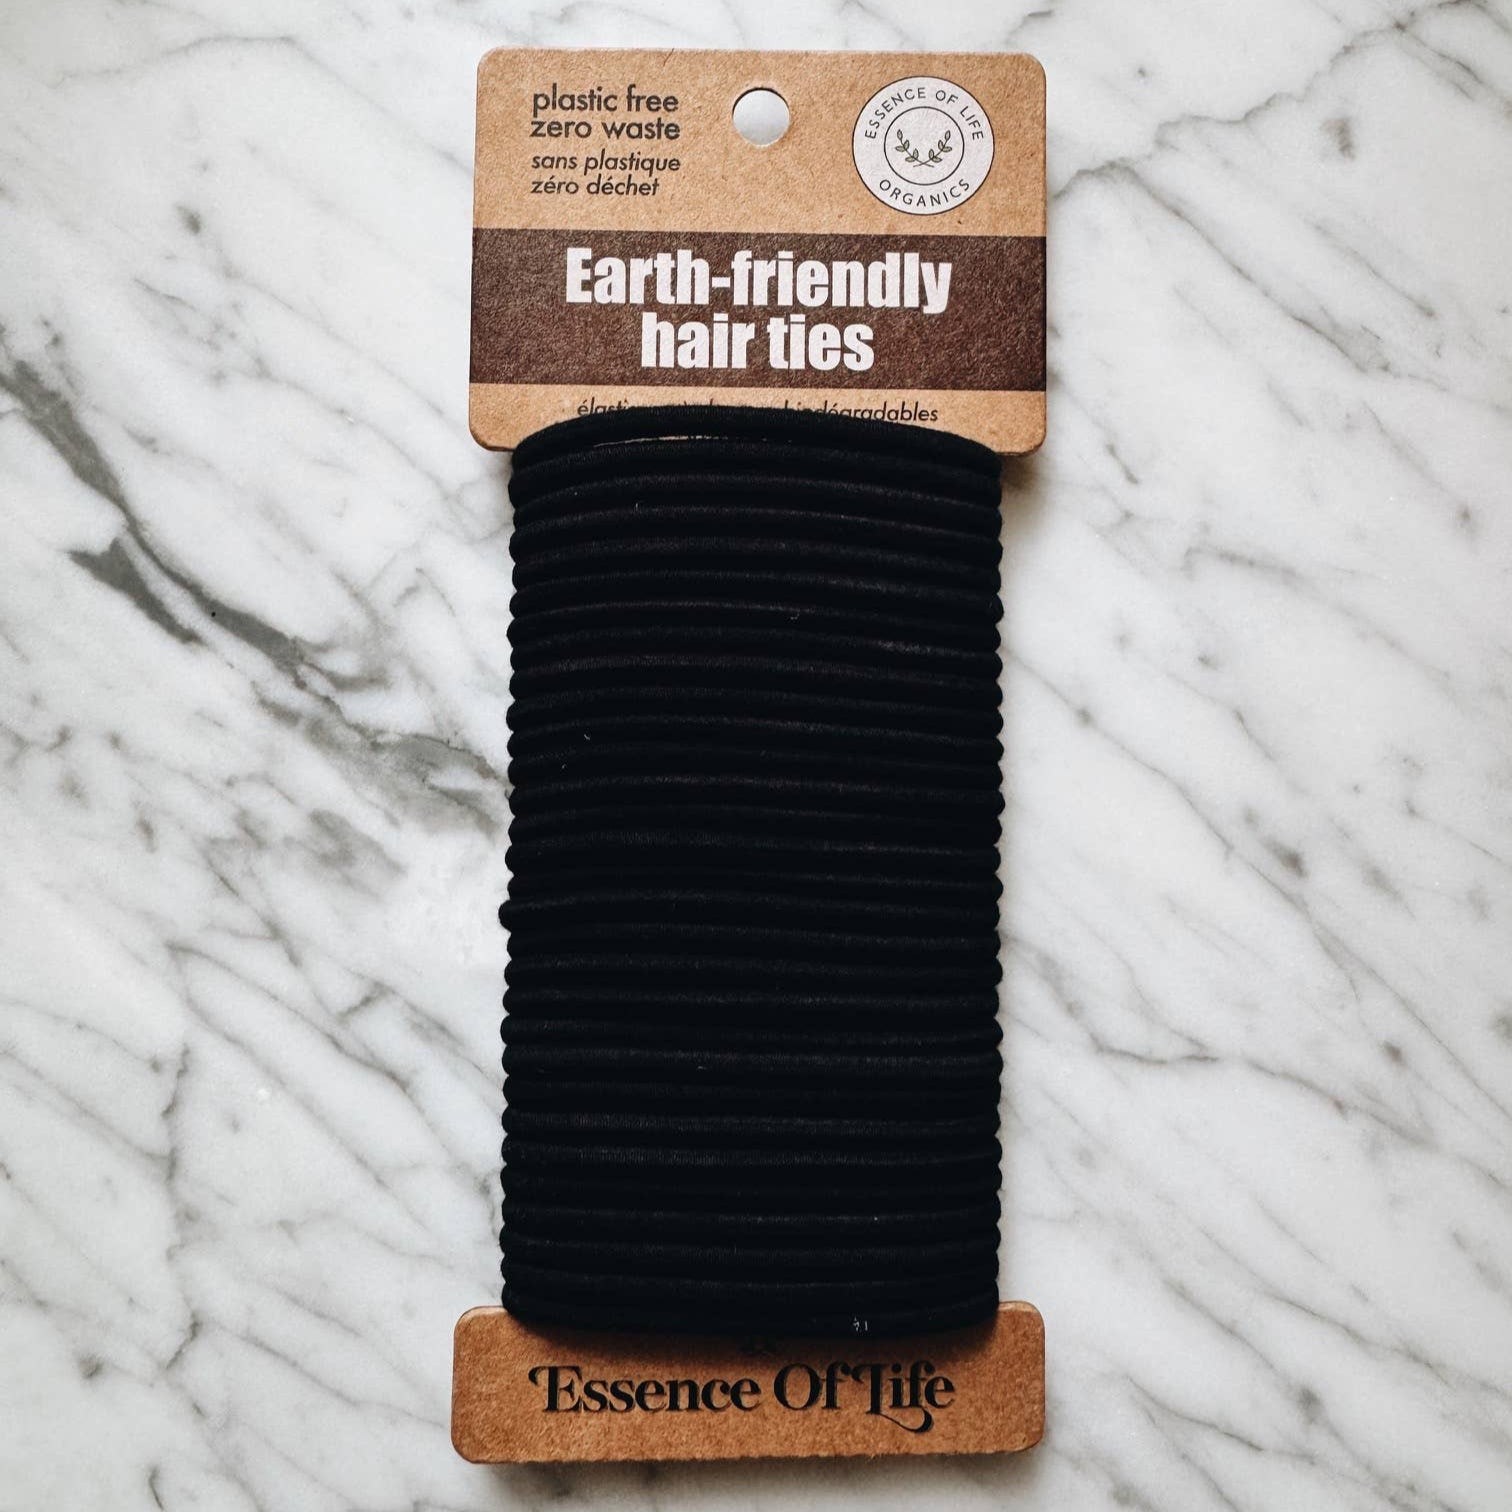 plastic free
zero waste
sans plastique
zéro déchet
ESSENCE OF LIFE
ORGANICS
Earth-friendly
hair ties
Essence Of Life